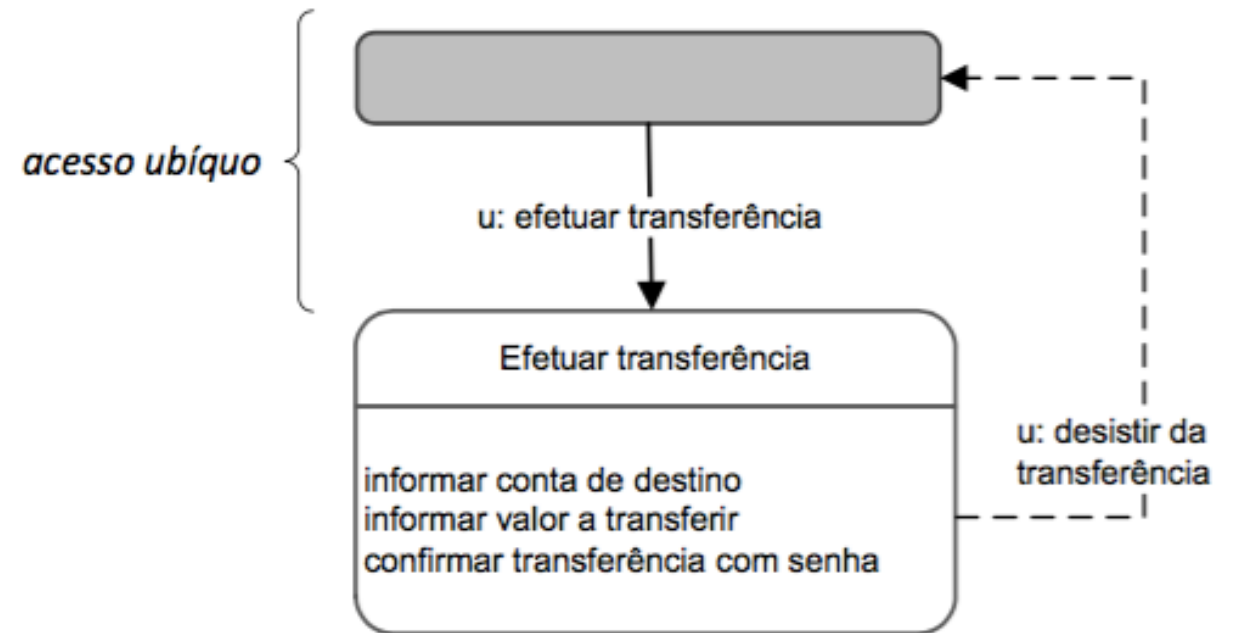 acesso ubíquo
u: efetuar transferência
Efetuar transferência
informar conta de destino
informar valor a transferir
confirmar transferência com senha
u: desistir da
transferência